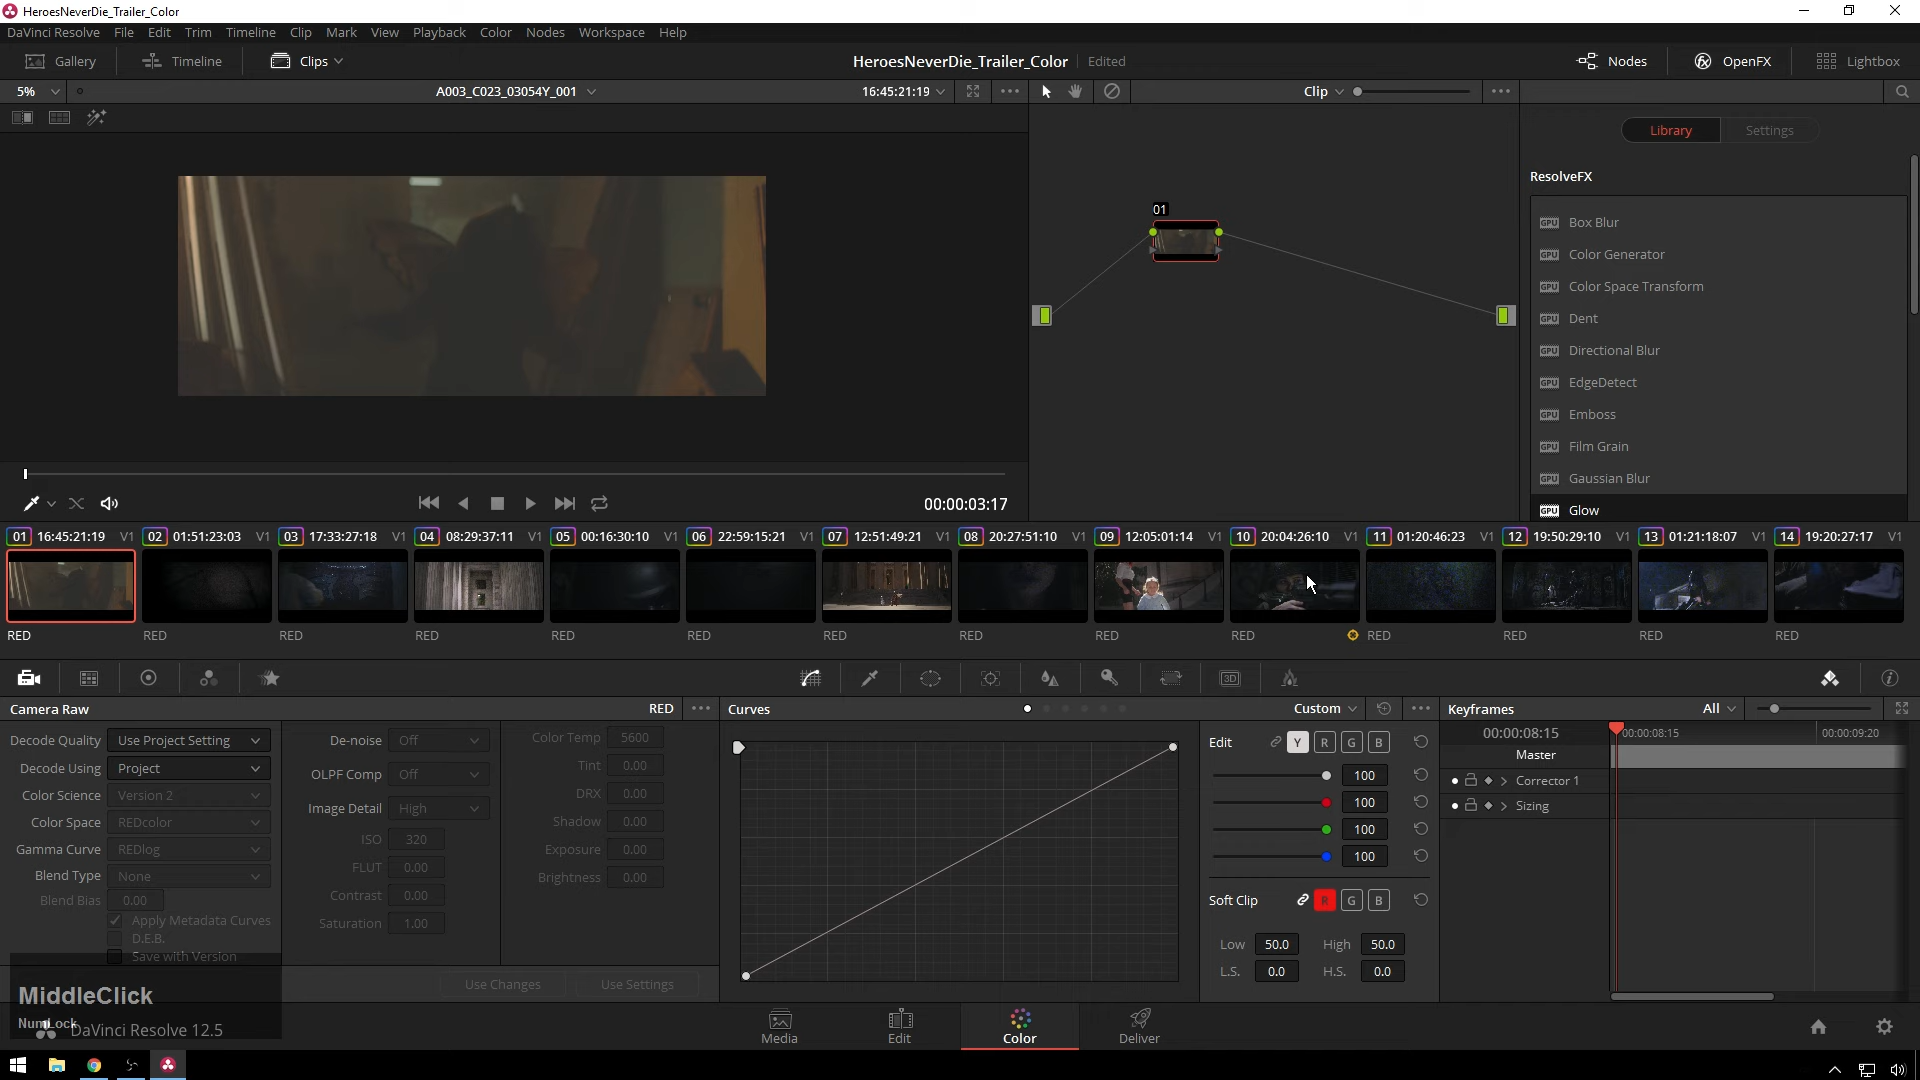 HeroesNeverDie_Trailer_Color
DaVinci Resolve File Edit Trim Timeline Clip Mark View Playback Color Nodes Workspace Help
Gallery Timeline Clips HeroesNeverDie_Trailer_Color Edited Nodes OpenFX Lightbox
5% A003_C023_03054Y_001 16:45:21:19 Clip
Library Settings
ResolveFX
01
GPU Box Blur
GPU Color Generator
GPU Color Space Transform
GPU Dent
GPU Directional Blur
GPU EdgeDetect
GPU Emboss
GPU Film Grain
GPU Gaussian Blur
GPU Glow
00:00:03:17
01 16:45:21:19 V1 02 01:51:23:03 V1 03 17:33:27:18 V1 04 08:29:37:11 V1 05 00:16:30:10 V1 06 22:59:15:21 V1 07 12:51:49:21 V1 08 20:27:51:10 V1 09 12:05:01:14 V1 10 20:04:26:10 V1 11 01:20:46:23 V1 12 19:50:29:10 V1 13 01:21:18:07 V1 14 19:20:27:17 V1
RED RED RED RED RED RED RED RED RED RED RED RED RED RED
3D
Camera Raw RED Curves Custom Keyframes All
Decode Quality Use Project Setting
Decode Using Project
Color Science Version 2
Color Space REDcolor
Gamma Curve REDlog
Blend Type None
Blend Bias 0.00
Apply Metadata Curves
D.E.B.
Save with Version
De-noise Off
OLPF Comp Off
Image Detail High
ISO 320
FLUT 0.00
Contrast 0.00
Saturation 1.00
Color Temp 5600
Tint 0.00
DRX 0.00
Shadow 0.00
Exposure 0.00
Brightness 0.00
Use Changes Use Settings
Edit Y R G B
100
100
100
100
Soft Clip R G B
Low 50.0 High 50.0
L.S. 0.0 H.S. 0.0
00:00:08:15 00:00:08:15 00:00:09:20
Master
Corrector 1
Sizing
MiddleClick
NumLock
DaVinci Resolve 12.5
Media Edit Color Deliver